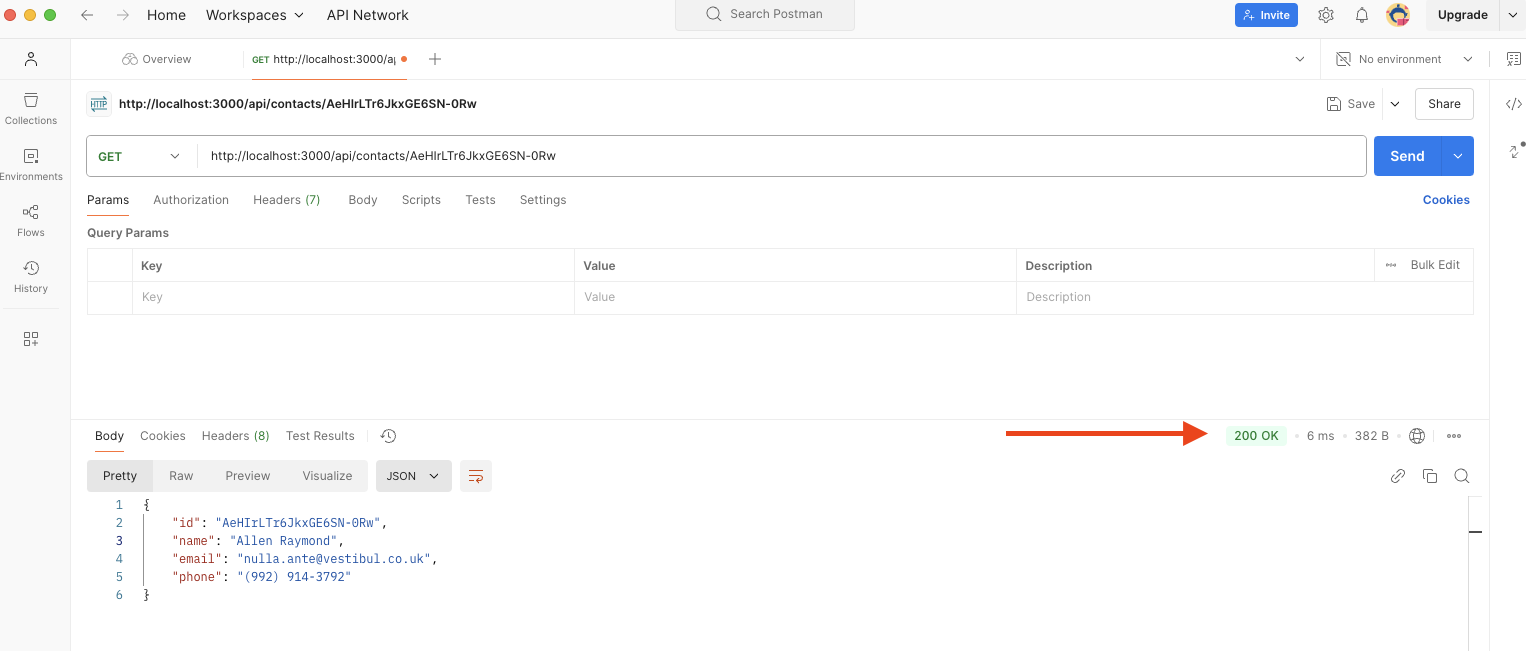 Home Workspaces API Network Search Postman Invite Upgrade
Overview GET http://localhost:3000/a No environment
HTTP http://localhost:3000/api/contacts/AeHIrLTr6JkxGE6SN-0Rw Save Share
Collections
GET http://localhost:3000/api/contacts/AeHIrLTr6JkxGE6SN-0Rw Send
Environments
Params Authorization Headers (7) Body Scripts Tests Settings Cookies
Flows
Query Params
Key Value Description Bulk Edit
History
Key Value Description
Body Cookies Headers (8) Test Results 200 OK 6 ms 382 B
Pretty Raw Preview Visualize JSON
1 {
2 "id": "AeHIrLTr6JkxGE6SN-0Rw",
3 "name": "Allen Raymond",
4 "email": "nulla.ante@vestibul.co.uk",
5 "phone": "(992) 914-3792"
6 }